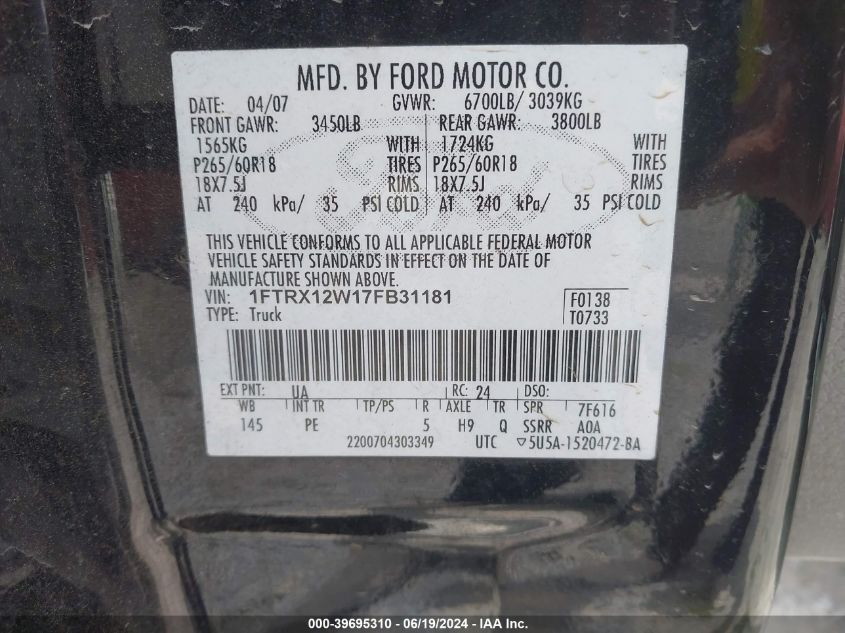 MFD. BY FORD MOTOR CO.
DATE: 04/07 GVWR: 6700LB/ 3039KG
FRONT GAWR: 3450LB REAR GAWR: 3800LB
1565KG WITH 1724KG WITH
P265/60R18 TIRES P265/60R18 TIRES
18X7.5J RIMS 18X7.5J RIMS
AT 240 kPa/ 35 PSI COLD AT 240 kPa/ 35 PSI COLD
THIS VEHICLE CONFORMS TO ALL APPLICABLE FEDERAL MOTOR
VEHICLE SAFETY STANDARDS IN EFFECT ON THE DATE OF
MANUFACTURE SHOWN ABOVE.
VIN: 1FTRX12W17FB31181 F0138
TYPE: Truck T0733
EXT PNT: UA RC: 24 DSO:
WB INT TR TP/PS R AXLE TR SPR 7F616
145 PE 5 H9 Q SSRR AOA
2200704303349 UTC ▽5U5A-1520472-BA
000-39695310 - 06/19/2024 - IAA Inc.